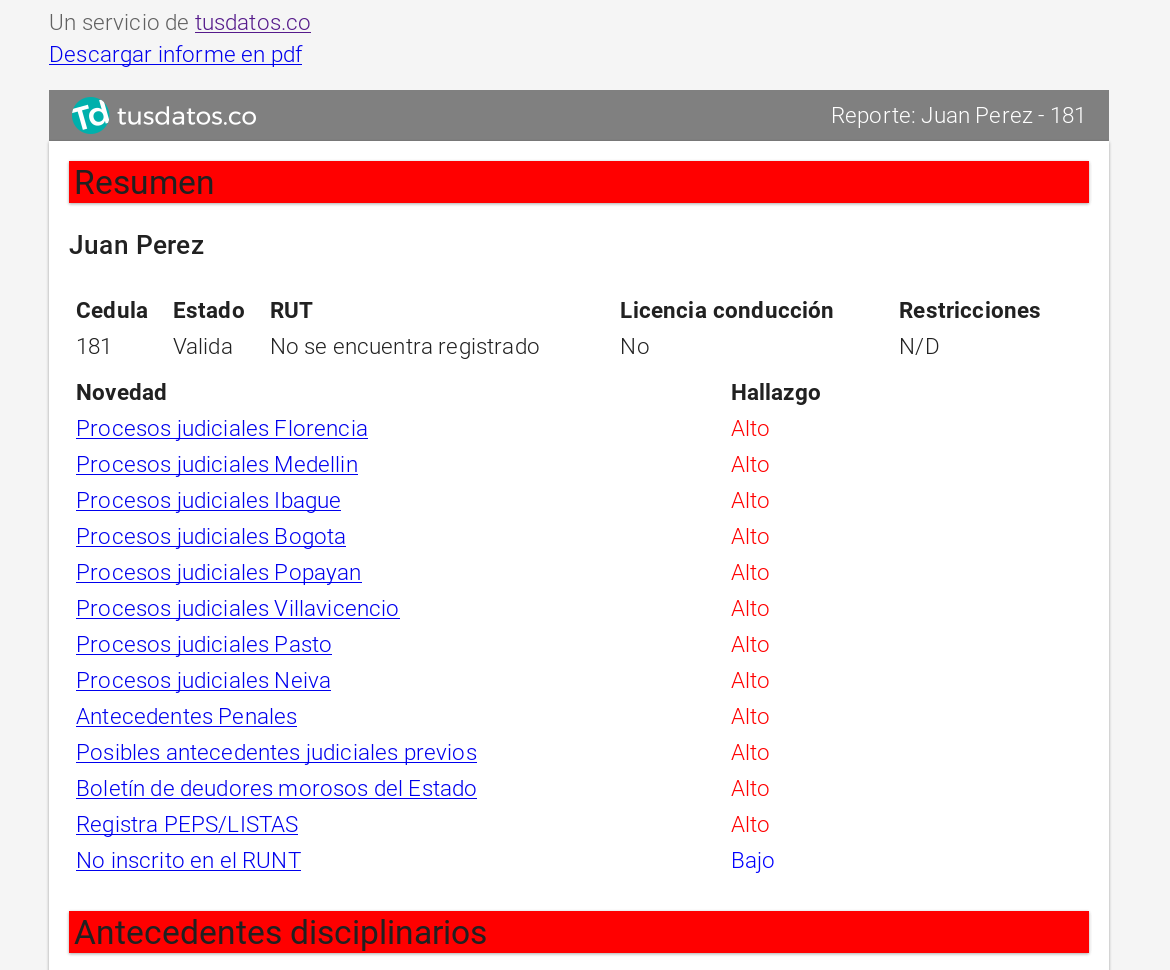 Un servicio de tusdatos.co
Descargar informe en pdf
Td tusdatos.co Reporte: Juan Perez - 181
Resumen
Juan Perez
Cedula Estado RUT Licencia conducción Restricciones
181 Valida No se encuentra registrado No N/D
Novedad Hallazgo
Procesos judiciales Florencia Alto
Procesos judiciales Medellin Alto
Procesos judiciales Ibague Alto
Procesos judiciales Bogota Alto
Procesos judiciales Popayan Alto
Procesos judiciales Villavicencio Alto
Procesos judiciales Pasto Alto
Procesos judiciales Neiva Alto
Antecedentes Penales Alto
Posibles antecedentes judiciales previos Alto
Boletín de deudores morosos del Estado Alto
Registra PEPS/LISTAS Alto
No inscrito en el RUNT Bajo
Antecedentes disciplinarios